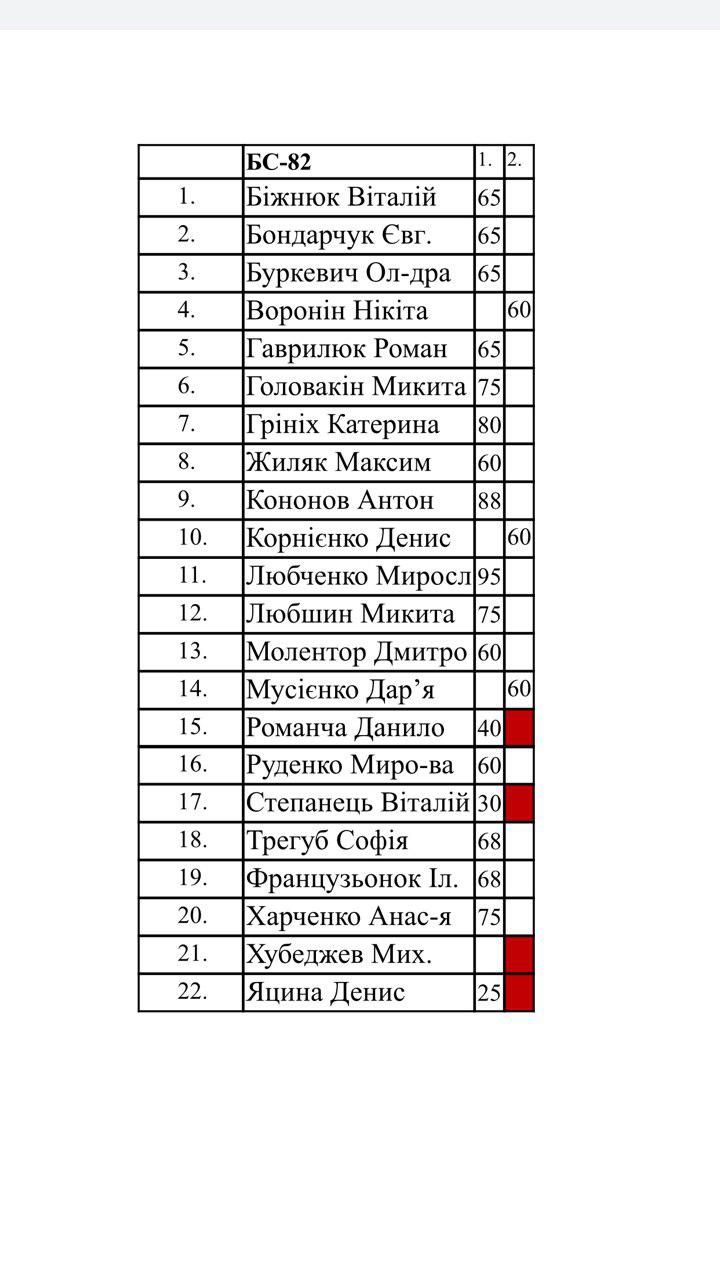 БС-82 1. 2.
1. Біжнюк Віталій 65
2. Бондарчук Євг. 65
3. Буркевич Ол-дра 65
4. Воронін Нікіта 60
5. Гаврилюк Роман 65
6. Головакін Микита 75
7. Грініх Катерина 80
8. Жиляк Максим 60
9. Кононов Антон 88
10. Корнієнко Денис 60
11. Любченко Миросл 95
12. Любшин Микита 75
13. Молентор Дмитро 60
14. Мусієнко Дар’я 60
15. Романча Данило 40
16. Руденко Миро-ва 60
17. Степанець Віталій 30
18. Трегуб Софія 68
19. Французьонок Іл. 68
20. Харченко Анас-я 75
21. Хубеджев Мих.
22. Яцина Денис 25